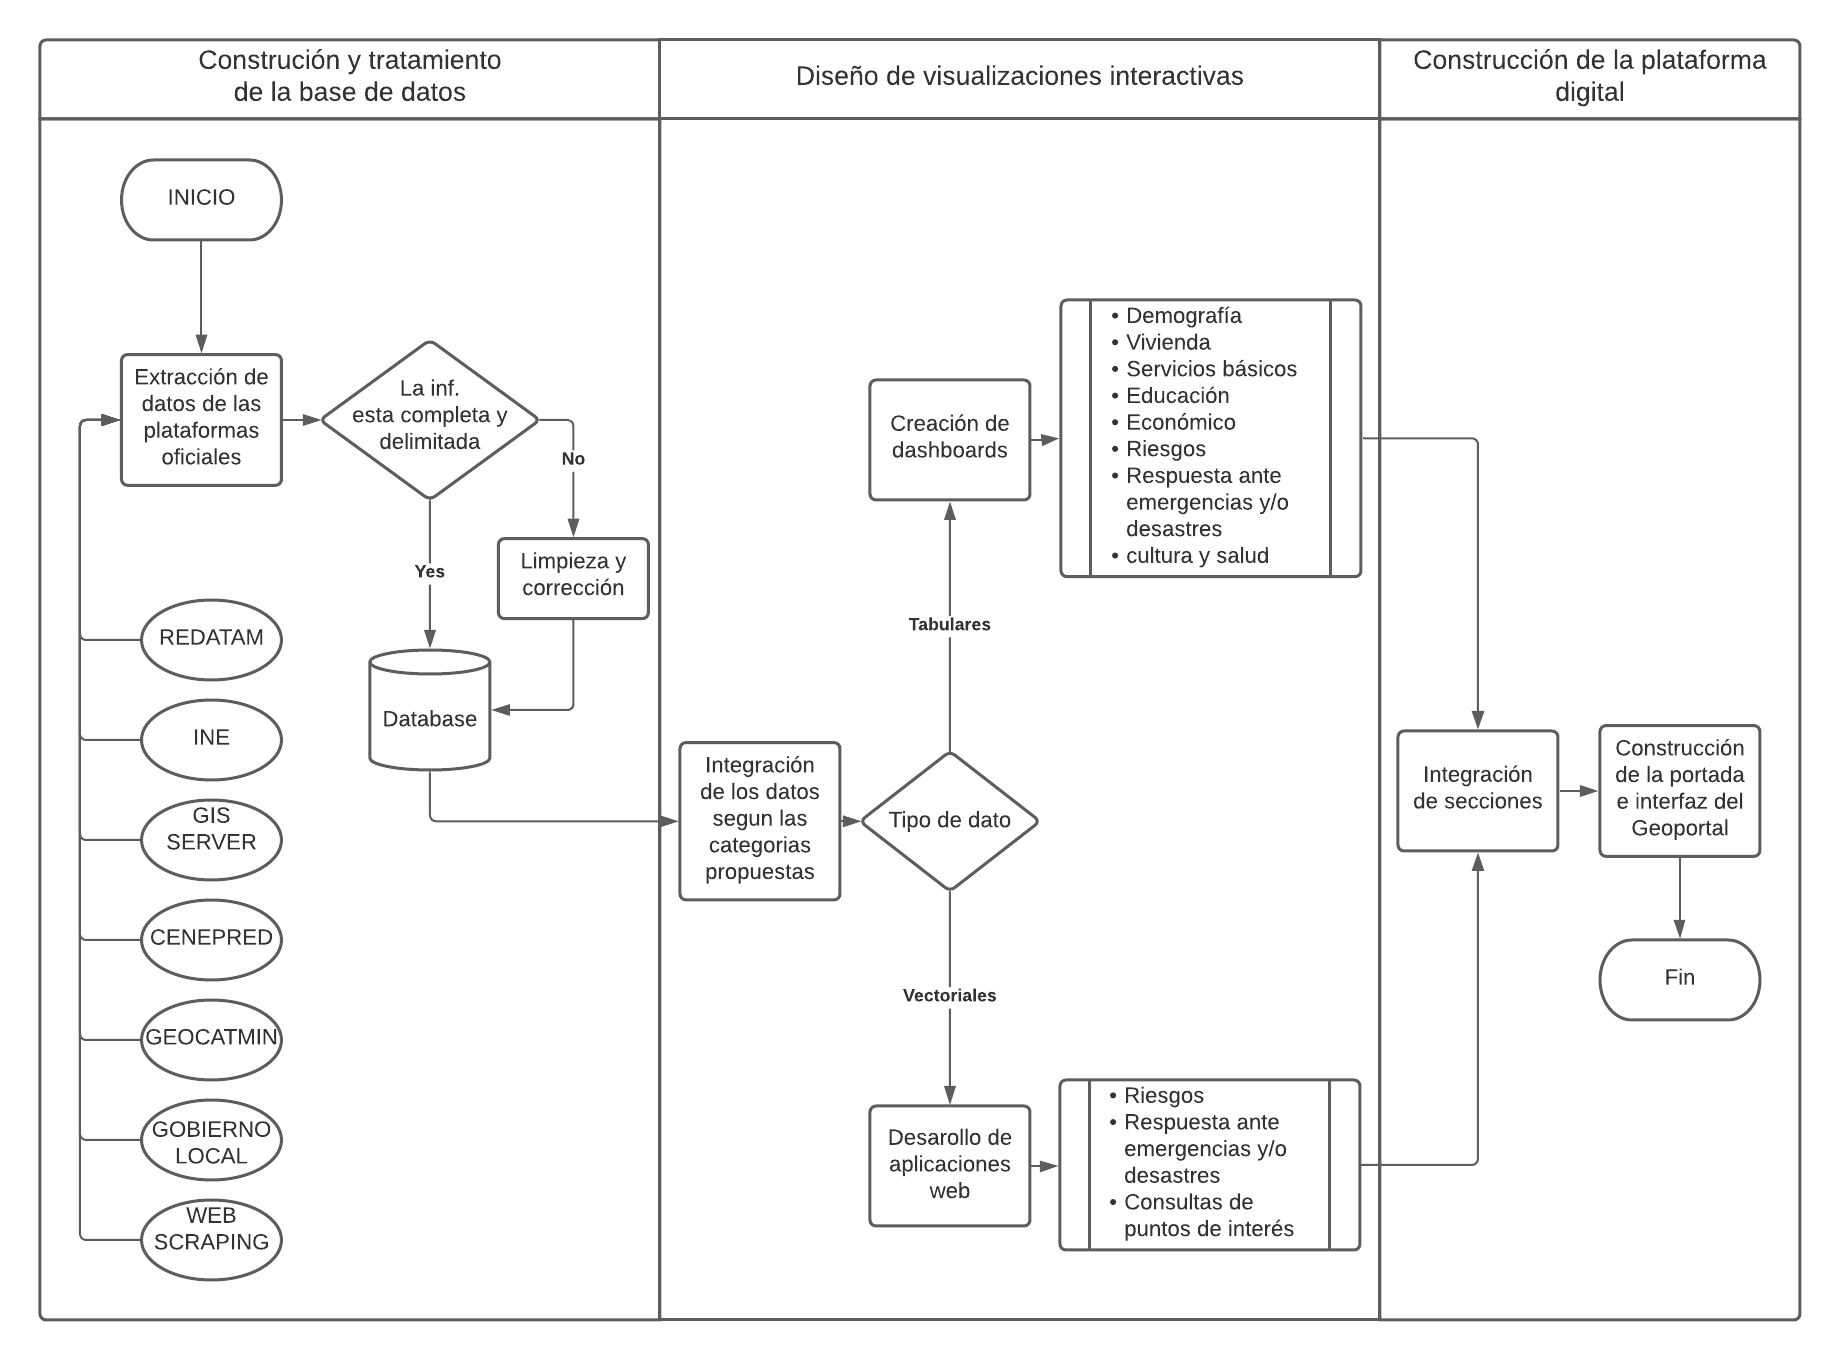 Construción y tratamiento
de la base de datos
Diseño de visualizaciones interactivas
Construcción de la plataforma
digital
INICIO
Extracción de
datos de las
plataformas
oficiales
La inf.
esta completa y
delimitada
No
Yes
Limpieza y
corrección
Database
REDATAM
INE
GIS
SERVER
CENEPRED
GEOCATMIN
GOBIERNO
LOCAL
WEB
SCRAPING
Integración
de los datos
segun las
categorias
propuestas
Tipo de dato
Tabulares
Creación de
dashboards
• Demografía
• Vivienda
• Servicios básicos
• Educación
• Económico
• Riesgos
• Respuesta ante
emergencias y/o
desastres
• cultura y salud
Vectoriales
Desarollo de
aplicaciones
web
• Riesgos
• Respuesta ante
emergencias y/o
desastres
• Consultas de
puntos de interés
Integración
de secciones
Construcción
de la portada
e interfaz del
Geoportal
Fin